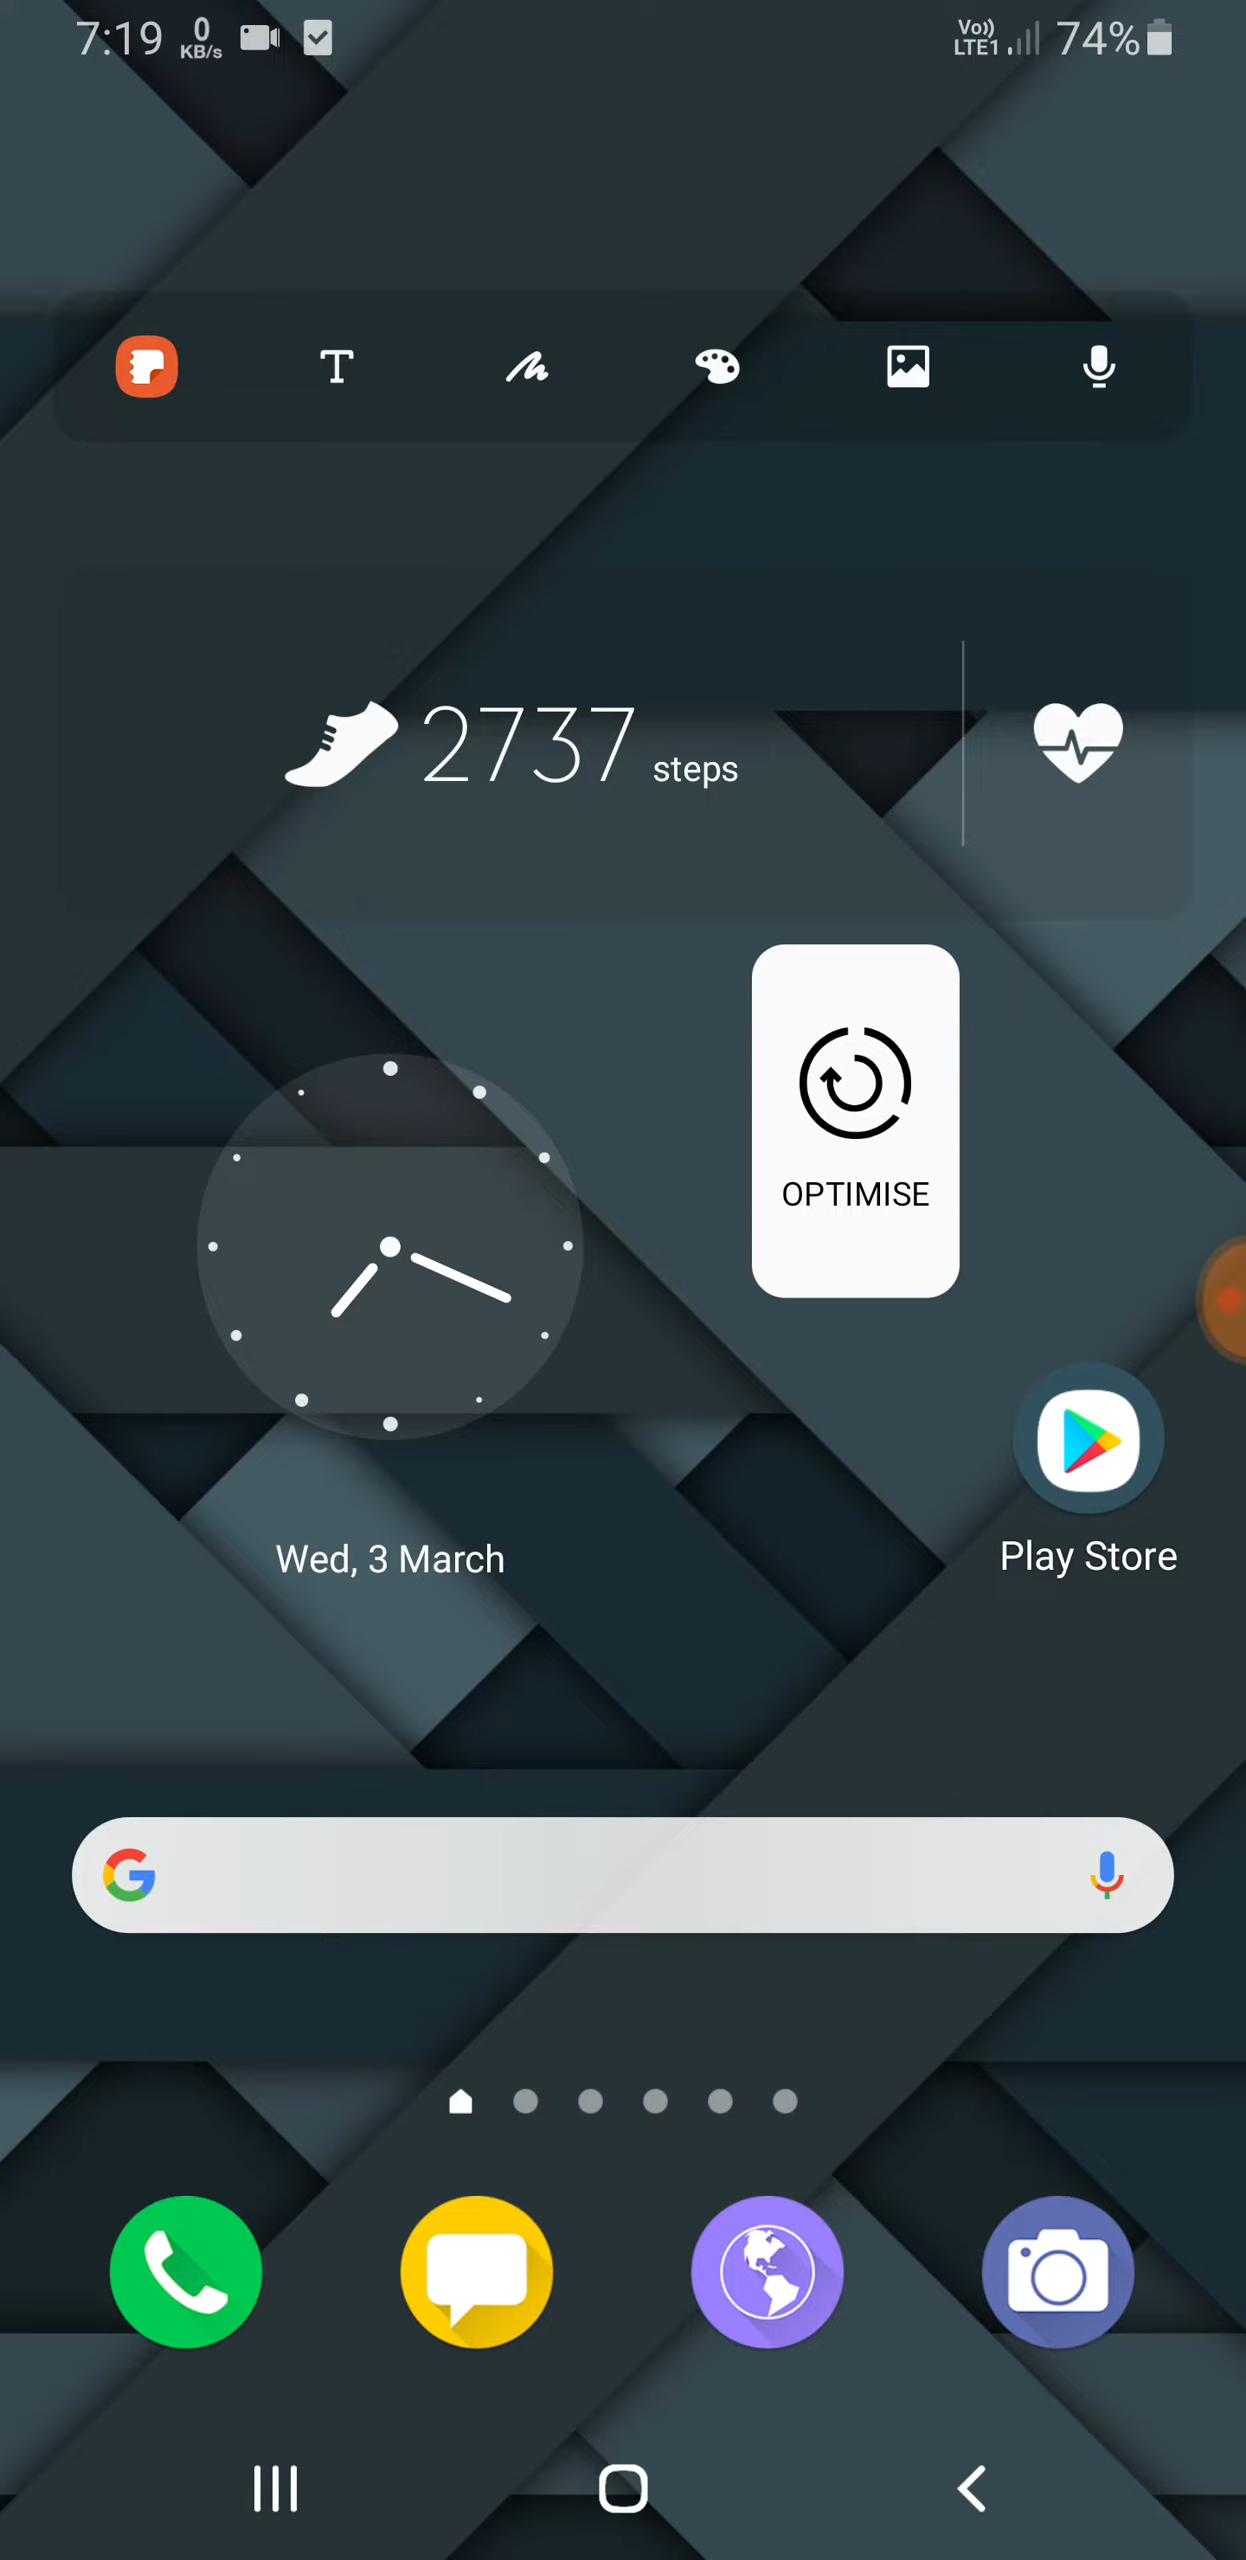 7:19 0 KB/s Vo)) LTE1 74%
2737 steps
OPTIMISE
Wed, 3 March
Play Store